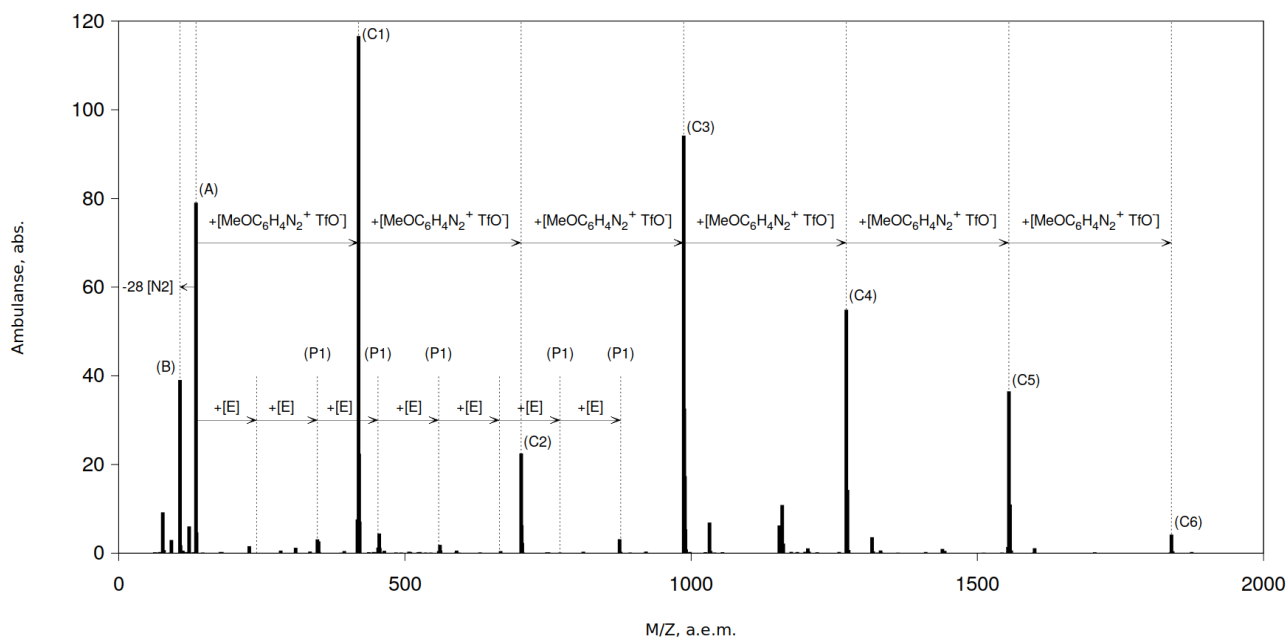 120
(C1)
100
(C3)
80
(A)
+[MeOC₆H₄N₂⁺ TfO⁻]
+[MeOC₆H₄N₂⁺ TfO⁻]
+[MeOC₆H₄N₂⁺ TfO⁻]
+[MeOC₆H₄N₂⁺ TfO⁻]
+[MeOC₆H₄N₂⁺ TfO⁻]
+[MeOC₆H₄N₂⁺ TfO⁻]
60
-28 [N2]
(C4)
Ambulanse, abs.
(P1)
(P1)
(P1)
(P1)
(P1)
(B)
40
(C5)
+[E]
+[E]
+[E]
+[E]
+[E]
+[E]
+[E]
(C2)
20
(C6)
0
0
500
1000
1500
2000
M/Z, a.e.m.